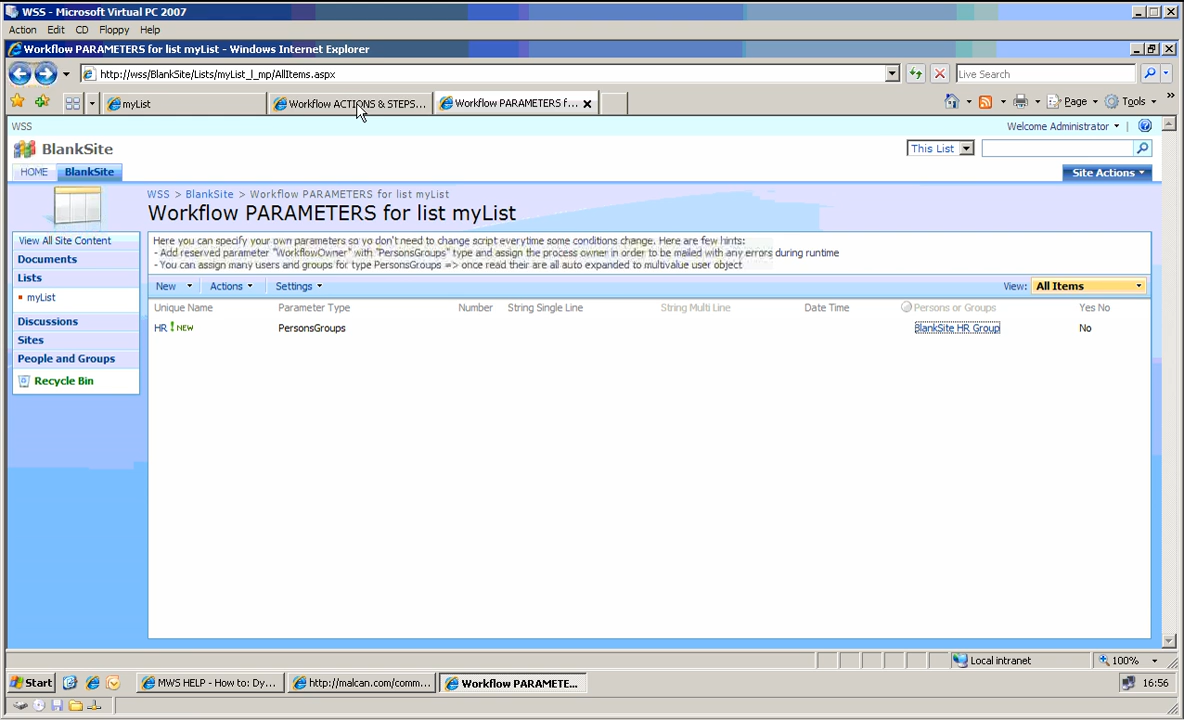 WSS - Microsoft Virtual PC 2007
Action Edit CD Floppy Help
Workflow PARAMETERS for list myList - Windows Internet Explorer
http://wss/BlankSite/Lists/myList_l_mp/AllItems.aspx
Live Search
myList
Workflow ACTIONS & STEPS...
Workflow PARAMETERS f...
Page
Tools
WSS
Welcome Administrator
BlankSite
This List
HOME
BlankSite
Site Actions
WSS > BlankSite > Workflow PARAMETERS for list myList
Workflow PARAMETERS for list myList
View All Site Content
Documents
Lists
myList
Discussions
Sites
People and Groups
Recycle Bin
Here you can specify your own parameters so yo don't need to change script everytime some conditions change. Here are few hints:
- Add reserved parameter "WorkflowOwner" with "PersonsGroups" type and assign the process owner in order to be mailed with any errors during runtime
- You can assign many users and groups for type PersonsGroups => once read their are all auto expanded to multivalue user object
New Actions Settings View: All Items
Unique Name Parameter Type Number String Single Line String Multi Line Date Time Persons or Groups Yes No
HR ! NEW PersonsGroups BlankSite HR Group No
Local intranet 100%
Start MWS HELP - How to: Dy... http://malcan.com/comm... Workflow PARAMETE... 16:56